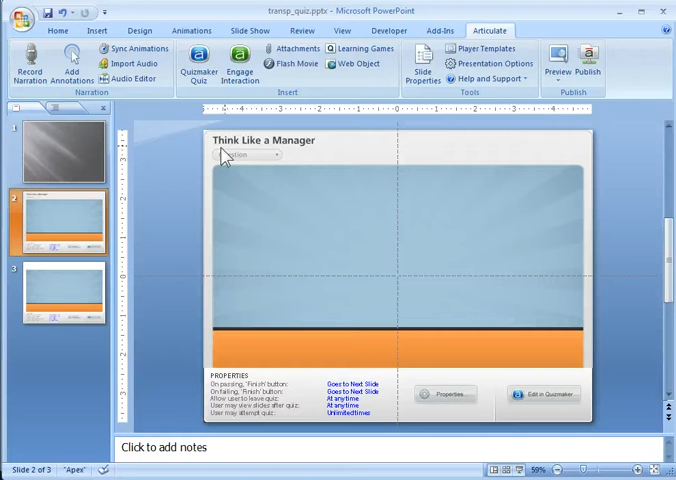 transp_quiz.pptx - Microsoft PowerPoint
Home Insert Design Animations Slide Show Review View Developer Add-Ins Articulate
Record Narration
Add Annotations
Sync Animations
Import Audio
Audio Editor
Narration
Quizmaker Quiz
Engage Interaction
Attachments
Flash Movie
Learning Games
Web Object
Insert
Slide Properties
Player Templates
Presentation Options
Help and Support
Tools
Preview
Publish
Publish
1
2
3
Think Like a Manager
PROPERTIES
On passing, 'Finish' button: Goes to Next Slide
On failing, 'Finish' button: Goes to Next Slide
Allow user to leave quiz: At any time
User may view slides after quiz: At any time
User may attempt quiz: Unlimited times
Properties...
Edit in Quizmaker...
Click to add notes
Slide 2 of 3 "Apex" 59%